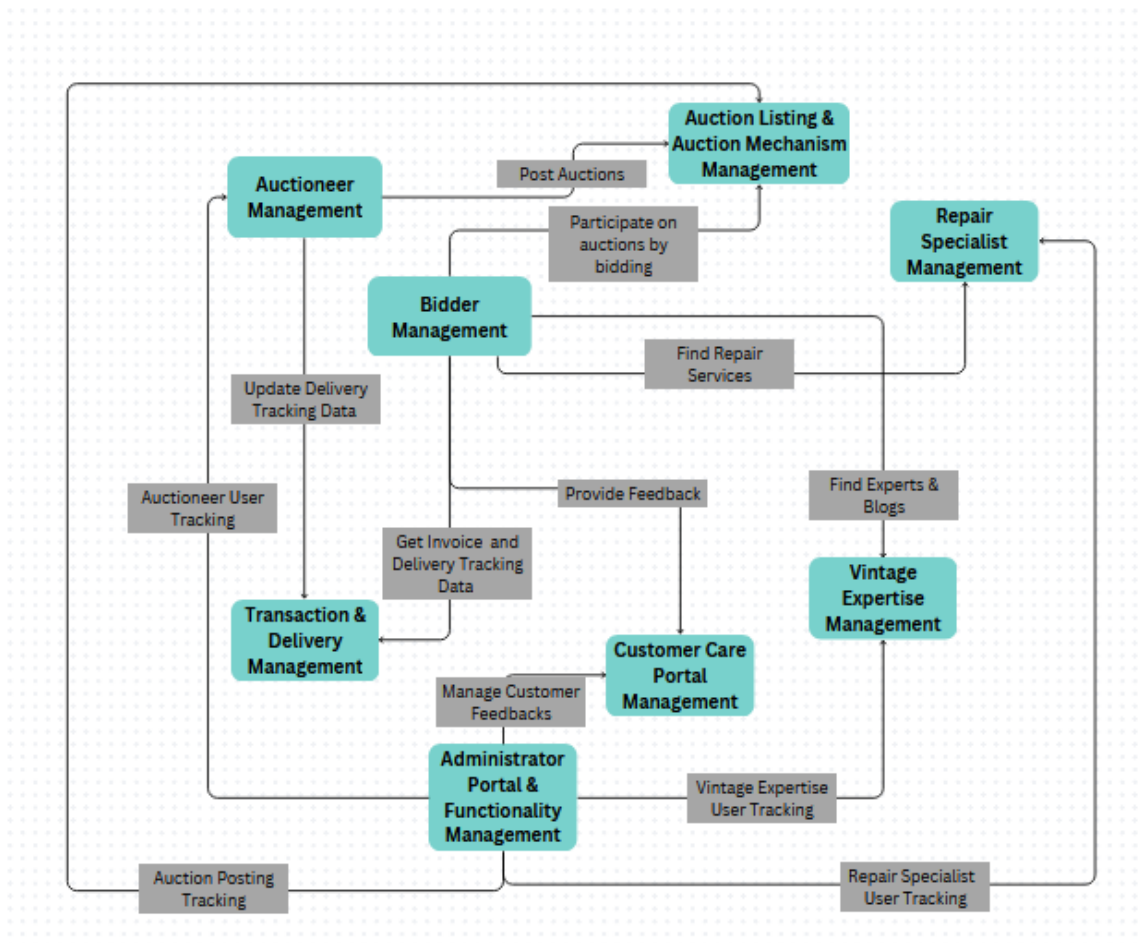 Auction Listing &
Auction Mechanism
Management
Post Auctions
Auctioneer
Management
Participate on
auctions by
bidding
Repair
Specialist
Management
Bidder
Management
Find Repair
Services
Update Delivery
Tracking Data
Auctioneer User
Tracking
Provide Feedback
Find Experts &
Blogs
Get Invoice and
Delivery Tracking
Data
Vintage
Expertise
Management
Transaction &
Delivery
Management
Customer Care
Portal
Management
Manage Customer
Feedbacks
Administrator
Portal &
Functionality
Management
Vintage Expertise
User Tracking
Auction Posting
Tracking
Repair Specialist
User Tracking